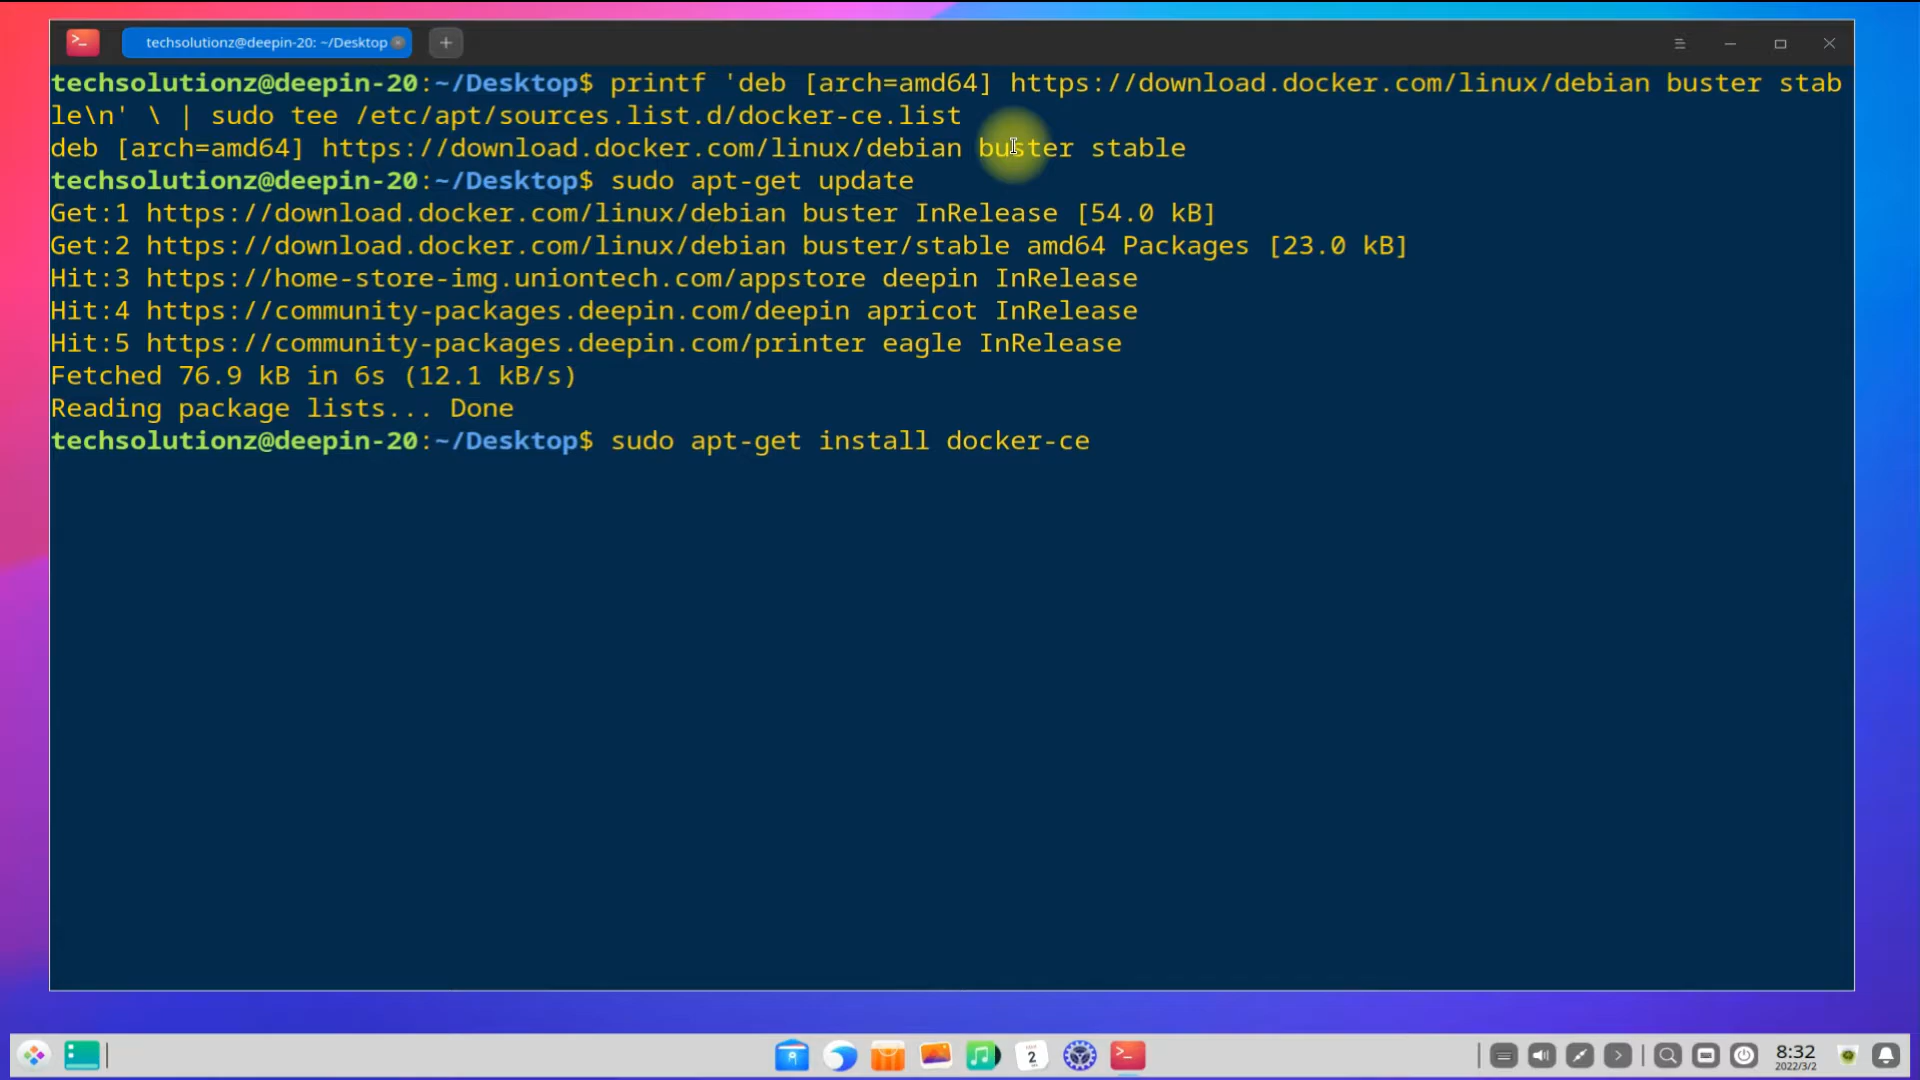 techsolutionz@deepin-20: ~/Desktop
techsolutionz@deepin-20:~/Desktop$ printf 'deb [arch=amd64] https://download.docker.com/linux/debian buster stab
le\n' \ | sudo tee /etc/apt/sources.list.d/docker-ce.list
deb [arch=amd64] https://download.docker.com/linux/debian buster stable
techsolutionz@deepin-20:~/Desktop$ sudo apt-get update
Get:1 https://download.docker.com/linux/debian buster InRelease [54.0 kB]
Get:2 https://download.docker.com/linux/debian buster/stable amd64 Packages [23.0 kB]
Hit:3 https://home-store-img.uniontech.com/appstore deepin InRelease
Hit:4 https://community-packages.deepin.com/deepin apricot InRelease
Hit:5 https://community-packages.deepin.com/printer eagle InRelease
Fetched 76.9 kB in 6s (12.1 kB/s)
Reading package lists... Done
techsolutionz@deepin-20:~/Desktop$ sudo apt-get install docker-ce
2
8:32
2022/3/2